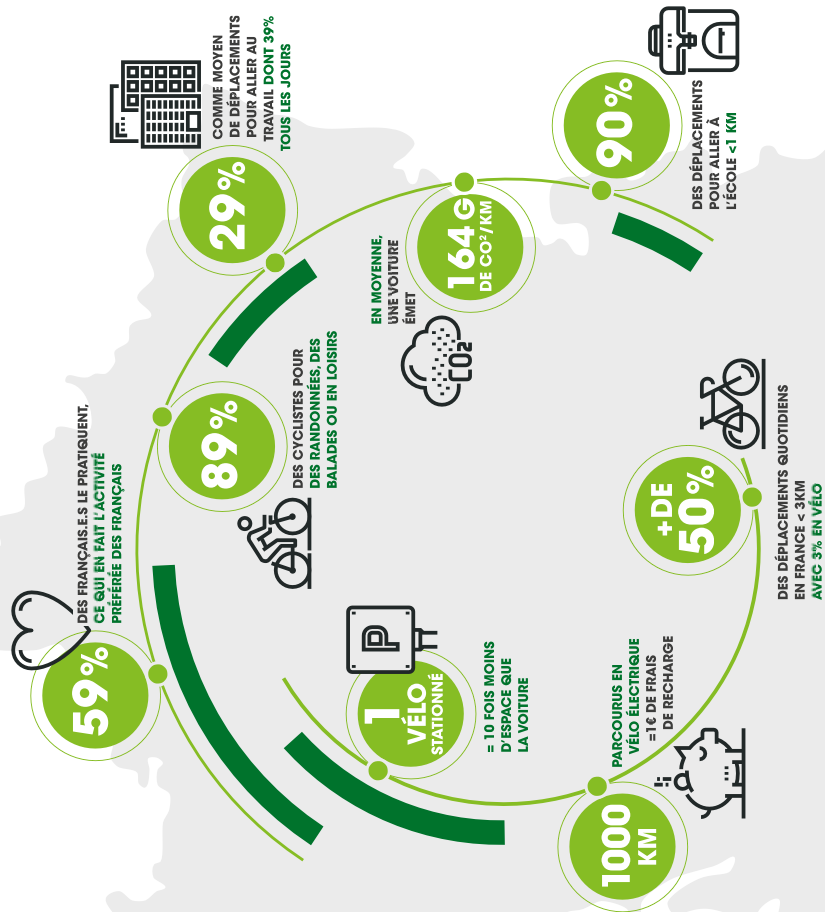 59%
DES FRANÇAIS.E.S LE PRATIQUENT,
CE QUI EN FAIT L'ACTIVITÉ
PRÉFÉRÉE DES FRANÇAIS
89%
DES CYCLISTES POUR
DES RANDONNÉES, DES
BALADES OU EN LOISIRS
29%
COMME MOYEN
DE DÉPLACEMENTS
POUR ALLER AU
TRAVAIL DONT 39%
TOUS LES JOURS
P
1
VÉLO
STATIONNÉ
= 10 FOIS MOINS
D'ESPACE QUE
LA VOITURE
CO2
EN MOYENNE,
UNE VOITURE
ÉMET
164 G
DE CO²/KM
1000
KM
PARCOURUS EN
VÉLO ÉLECTRIQUE
=1€ DE FRAIS
DE RECHARGE
+DE
50%
DES DÉPLACEMENTS QUOTIDIENS
EN FRANCE < 3KM
AVEC 3% EN VÉLO
90%
DES DÉPLACEMENTS
POUR ALLER À
L'ÉCOLE <1 KM